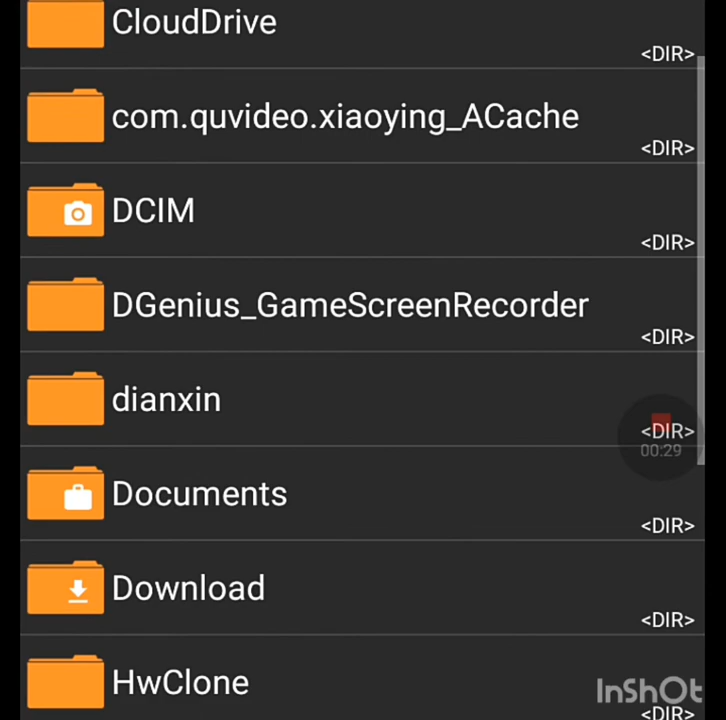 CloudDrive
<DIR>
com.quvideo.xiaoying_ACache
<DIR>
DCIM
<DIR>
DGenius_GameScreenRecorder
<DIR>
dianxin
<DIR>
00:29
Documents
<DIR>
Download
<DIR>
HwClone
InShOt
<DIR>